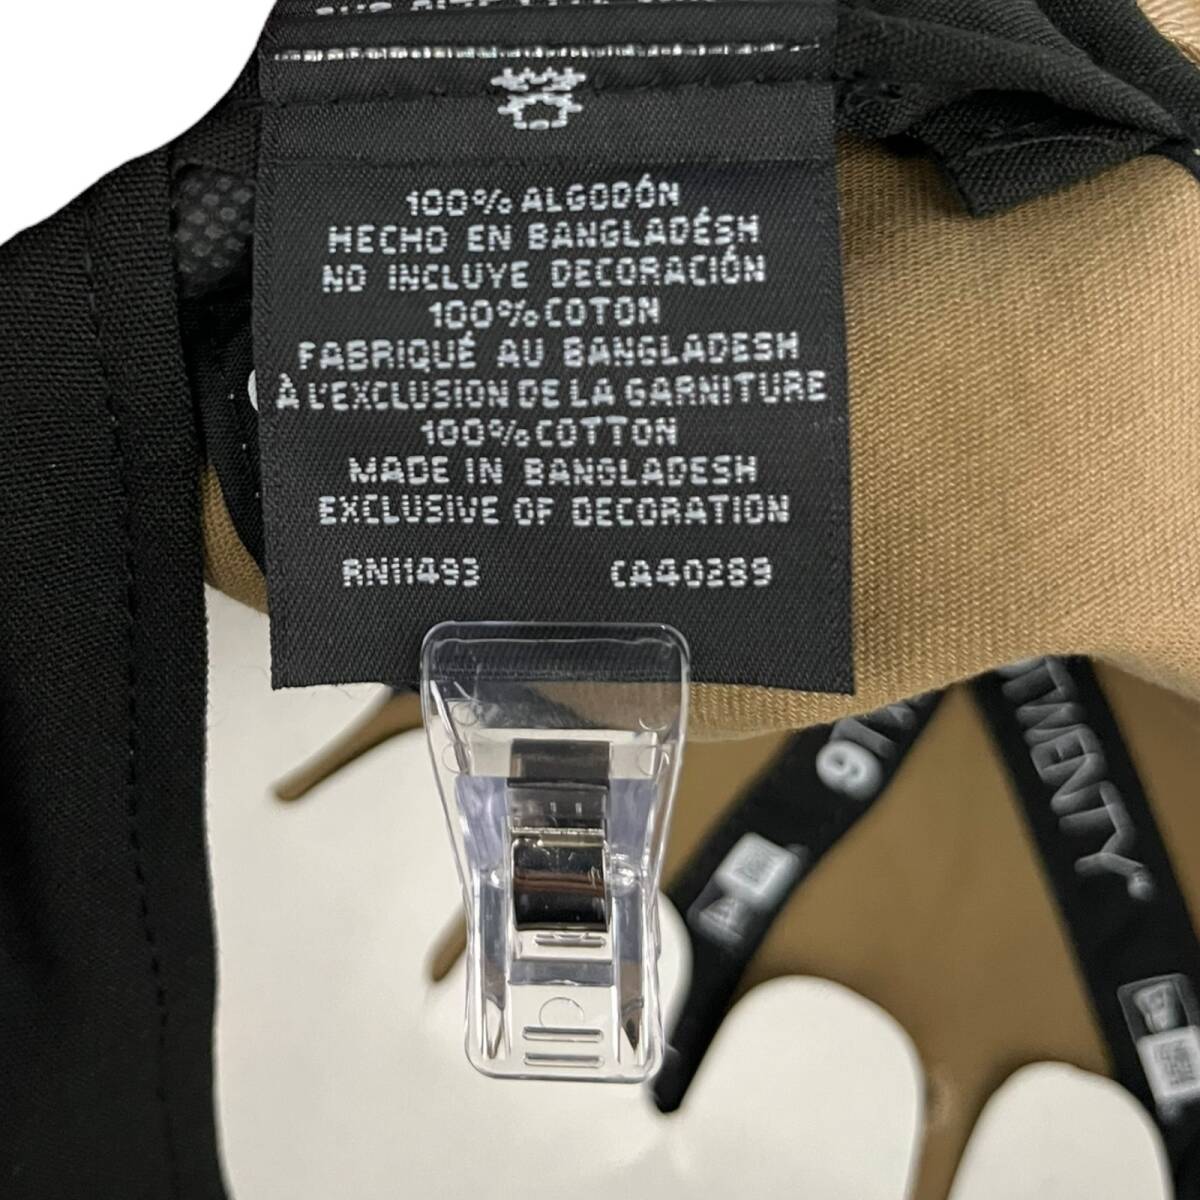 100% ALGODÓN
HECHO EN BANGLADÉSH
NO INCLUYE DECORACIÓN
100% COTON
FABRIQUÉ AU BANGLADESH
À L'EXCLUSION DE LA GARNITURE
100% COTTON
MADE IN BANGLADESH
EXCLUSIVE OF DECORATION
RN11493 CA40289
TWENTY